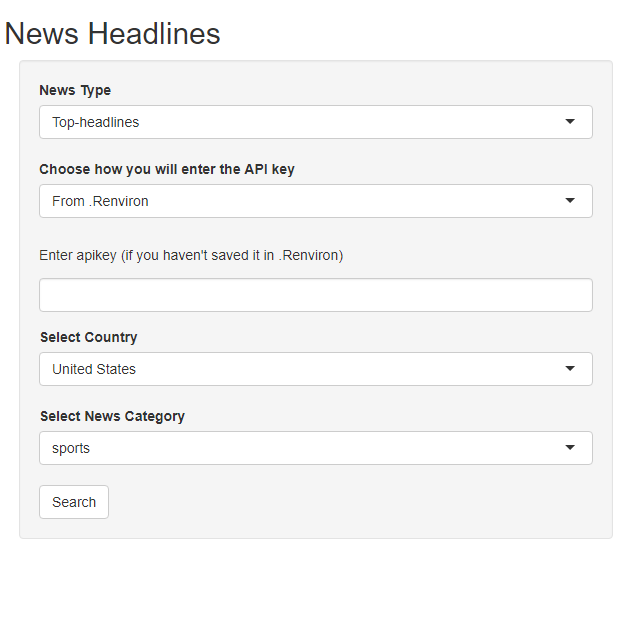 News Headlines
News Type
Top-headlines
Choose how you will enter the API key
From .Renviron
Enter apikey (if you haven't saved it in .Renviron)
Select Country
United States
Select News Category
sports
Search